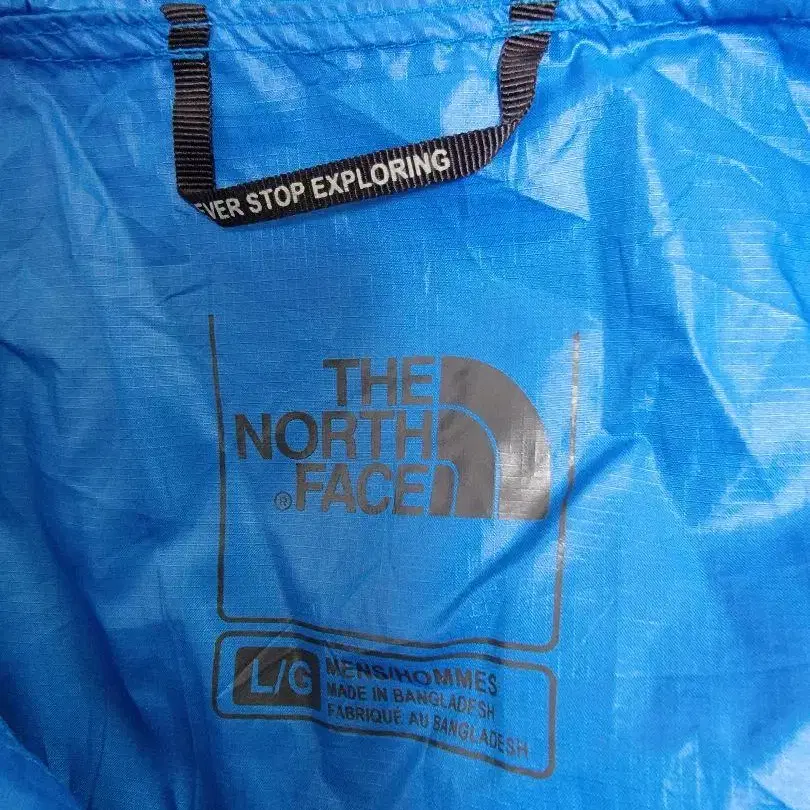 EVER STOP EXPLORING
THE
NORTH
® FACE
L/G
MENS/HOMMES
MADE IN BANGLADESH
FABRIQUÉ AU BANGLADESH